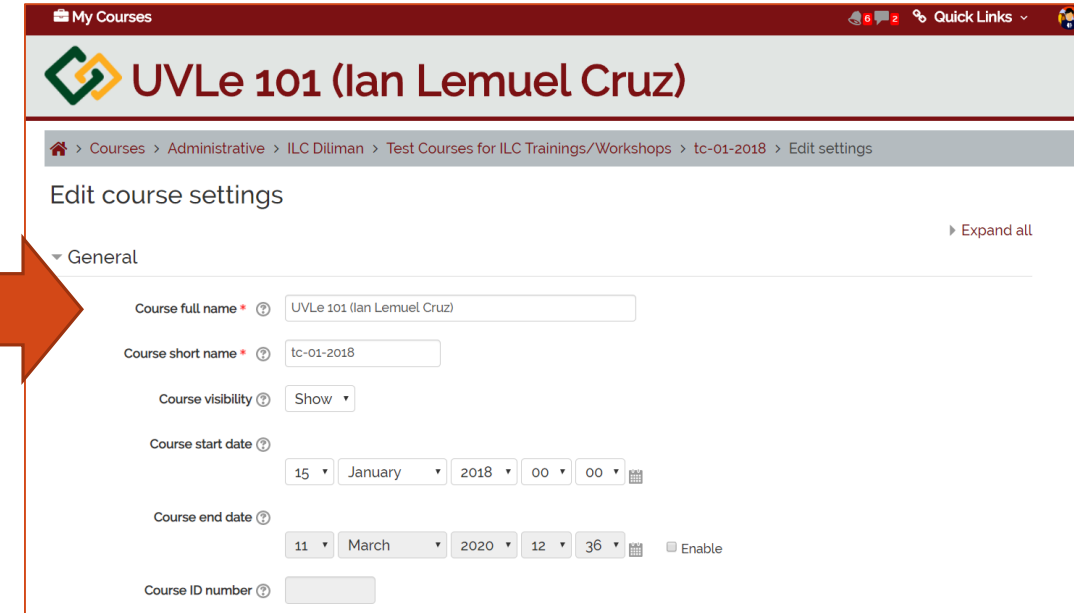 My Courses 6 2 Quick Links
UVLe 101 (Ian Lemuel Cruz)
> Courses > Administrative > ILC Diliman > Test Courses for ILC Trainings/Workshops > tc-01-2018 > Edit settings
Edit course settings
Expand all
General
Course full name * UVLe 101 (Ian Lemuel Cruz)
Course short name * tc-01-2018
Course visibility Show
Course start date
15 January 2018 00 00
Course end date
11 March 2020 12 36 Enable
Course ID number